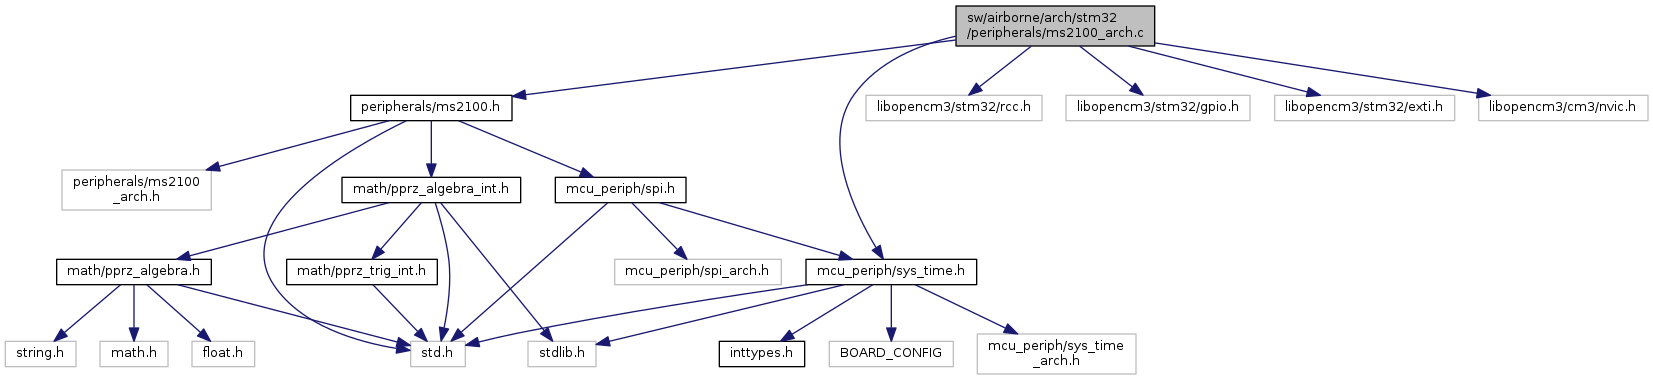 sw/airborne/arch/stm32
/peripherals/ms2100_arch.c
peripherals/ms2100.h
libopencm3/stm32/rcc.h
libopencm3/stm32/gpio.h
libopencm3/stm32/exti.h
libopencm3/cm3/nvic.h
peripherals/ms2100
_arch.h
math/pprz_algebra_int.h
mcu_periph/spi.h
math/pprz_algebra.h
math/pprz_trig_int.h
mcu_periph/spi_arch.h
mcu_periph/sys_time.h
string.h
math.h
float.h
std.h
stdlib.h
inttypes.h
BOARD_CONFIG
mcu_periph/sys_time
_arch.h